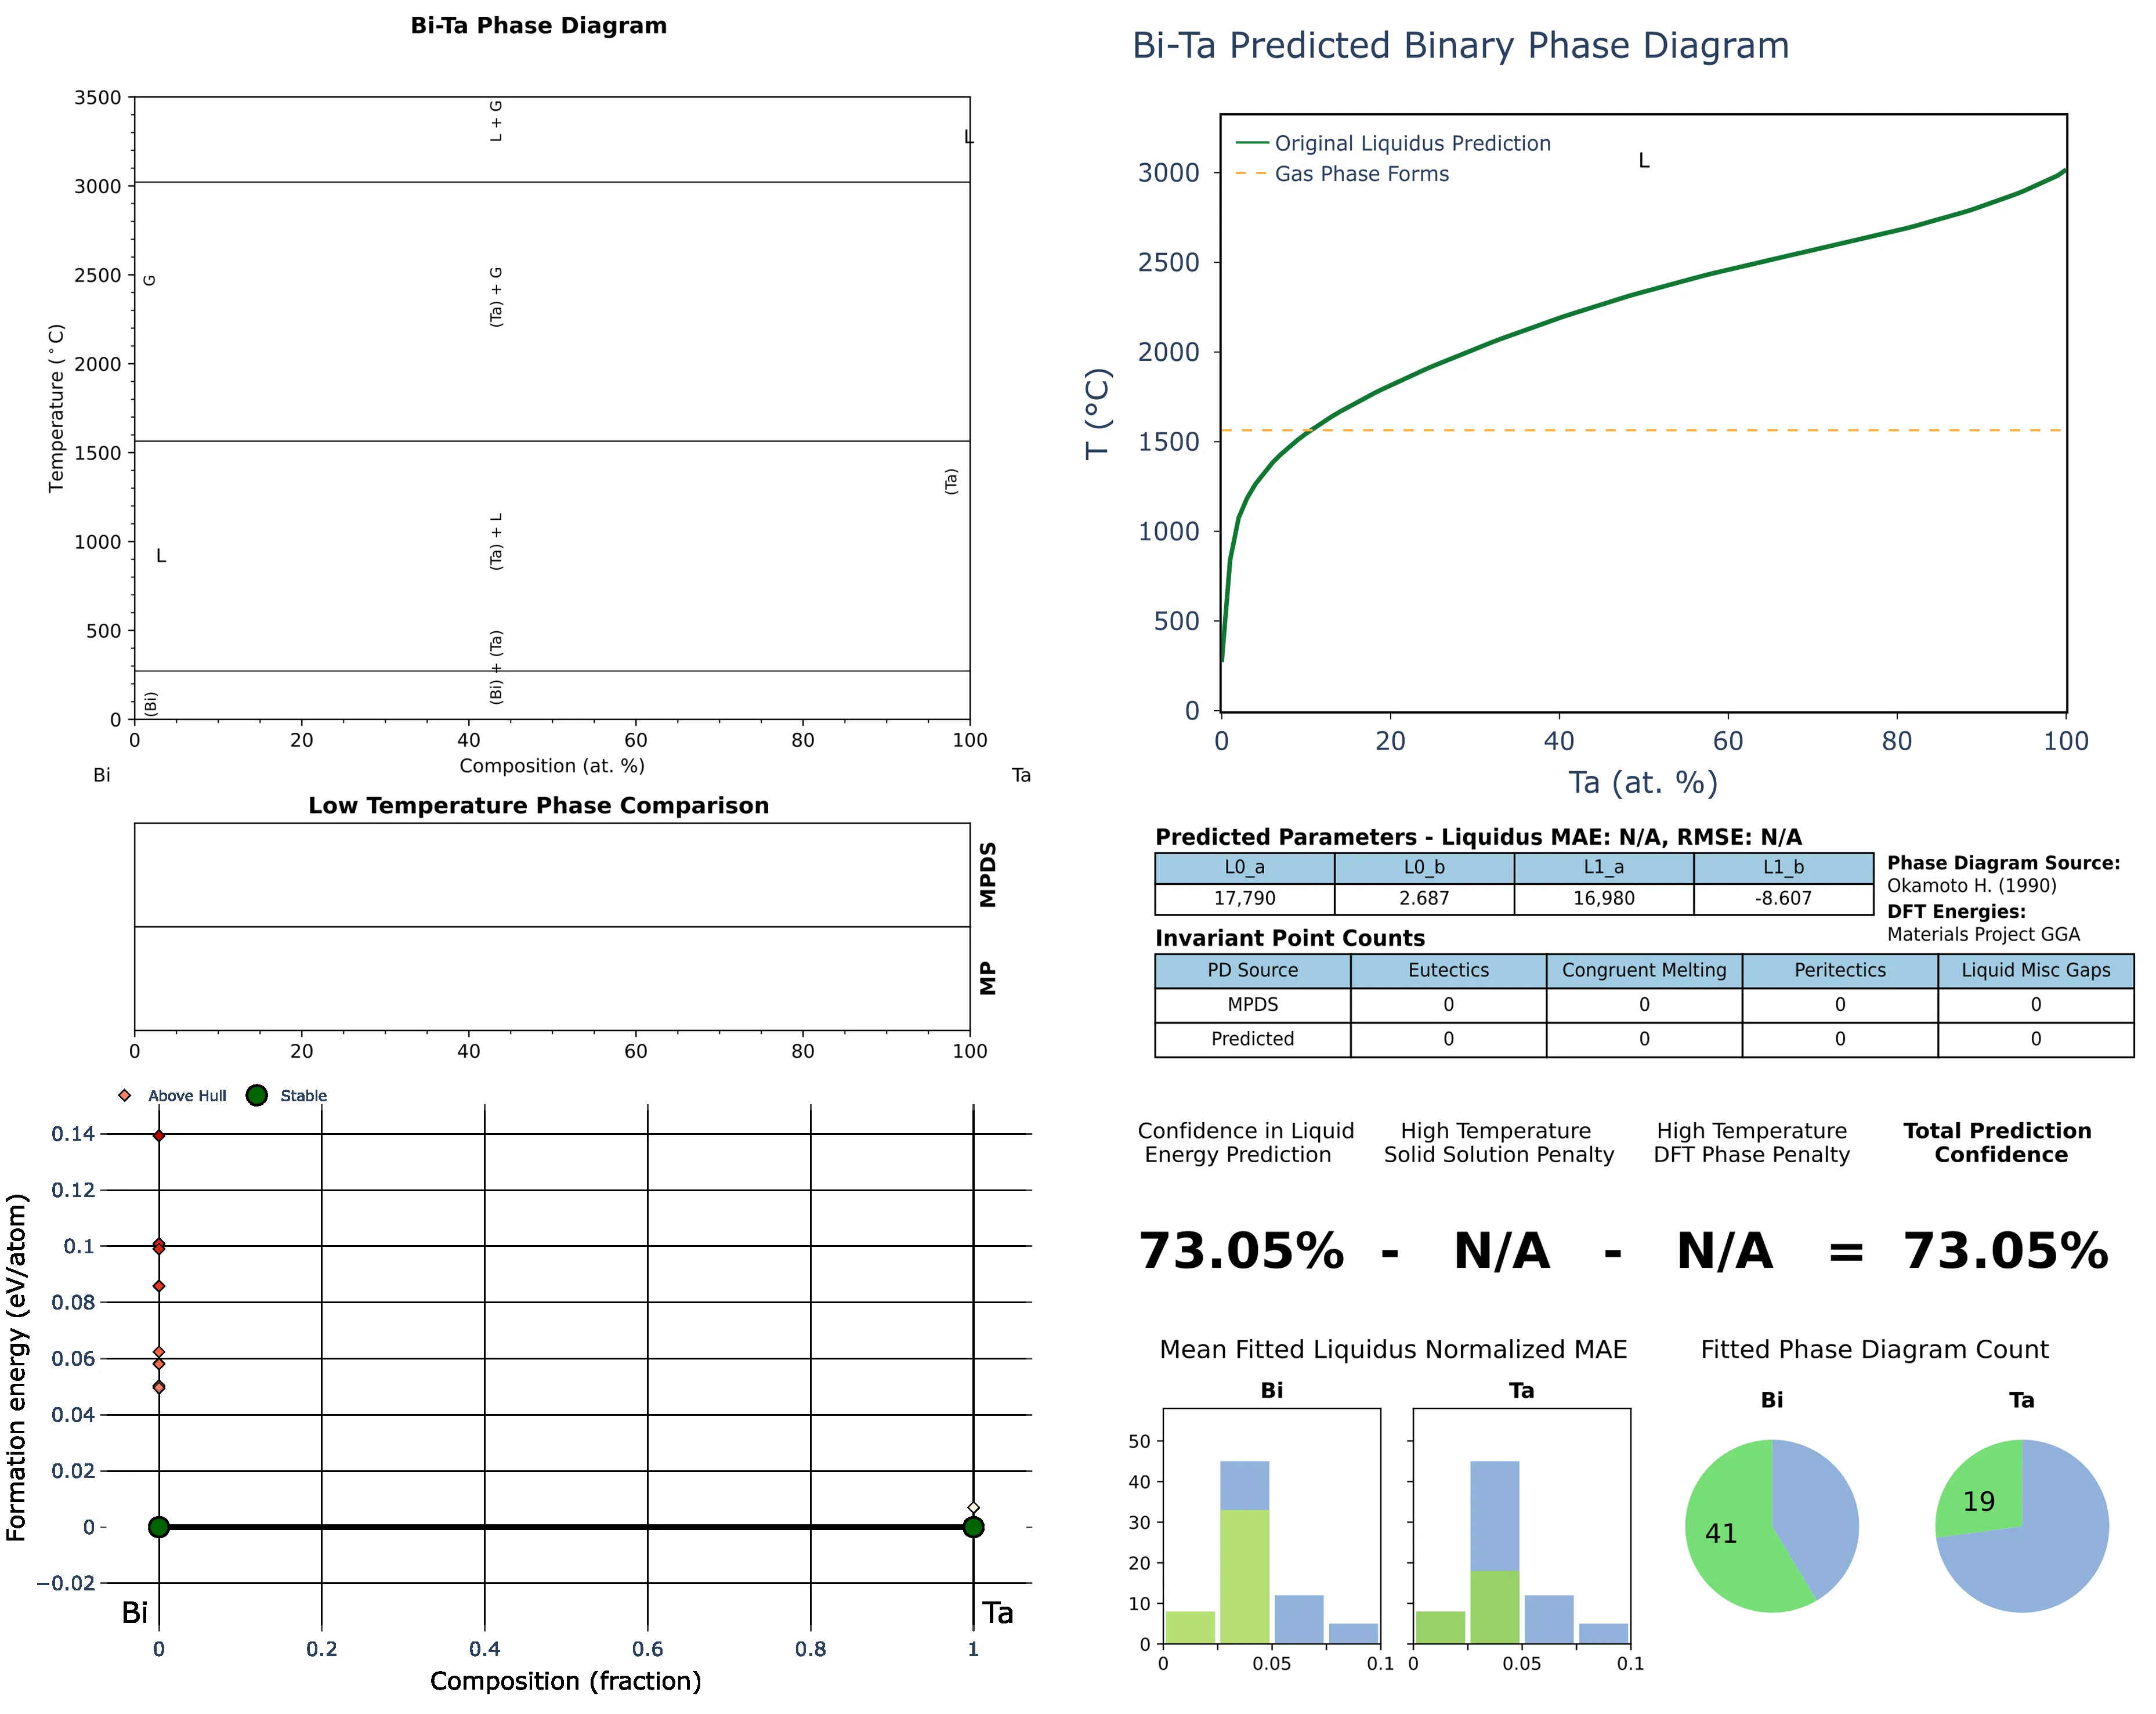 Bi-Ta Phase Diagram
3500
3000
2500
2000
1500
1000
500
0
Temperature (°C)
L + G
L
G
(Ta) + G
(Ta)
(Ta) + L
L
(Bi) + (Ta)
(Bi)
0 20 40 60 80 100
Composition (at. %)
Bi Ta
Low Temperature Phase Comparison
MPDS
MP
0 20 40 60 80 100
Above Hull Stable
0.14
0.12
0.1
0.08
0.06
0.04
0.02
0
−0.02
Formation energy (eV/atom)
Bi Ta
0 0.2 0.4 0.6 0.8 1
Composition (fraction)
Bi-Ta Predicted Binary Phase Diagram
Original Liquidus Prediction
Gas Phase Forms
L
3000
2500
2000
1500
1000
500
0
T (°C)
0 20 40 60 80 100
Ta (at. %)
Predicted Parameters - Liquidus MAE: N/A, RMSE: N/A
L0_a L0_b L1_a L1_b
17,790 2.687 16,980 -8.607
Phase Diagram Source:
Okamoto H. (1990)
DFT Energies:
Materials Project GGA
Invariant Point Counts
PD Source Eutectics Congruent Melting Peritectics Liquid Misc Gaps
MPDS 0 0 0 0
Predicted 0 0 0 0
Confidence in Liquid
Energy Prediction
High Temperature
Solid Solution Penalty
High Temperature
DFT Phase Penalty
Total Prediction
Confidence
73.05% - N/A - N/A = 73.05%
Mean Fitted Liquidus Normalized MAE
Bi Ta
50
40
30
20
10
0
0 0.05 0.1
0 0.05 0.1
Fitted Phase Diagram Count
Bi Ta
41
19